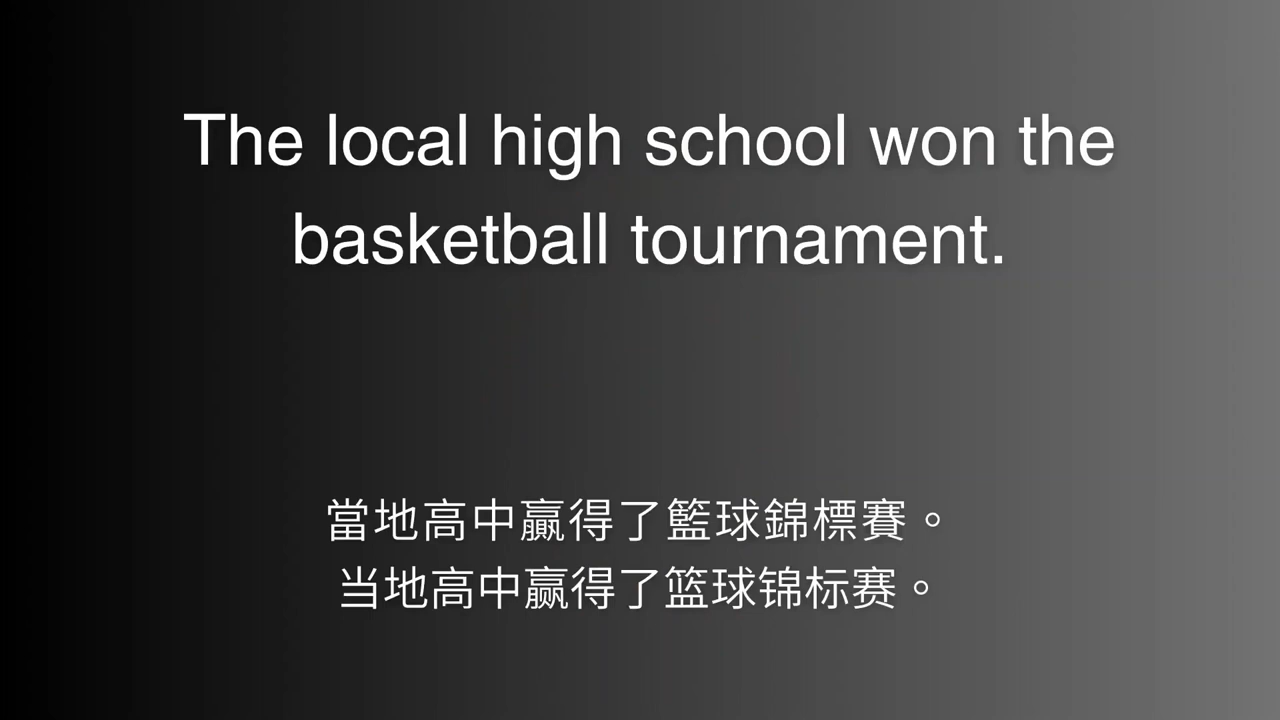 The local high school won the
basketball tournament.
當地高中贏得了籃球錦標賽。
当地高中赢得了篮球锦标赛。